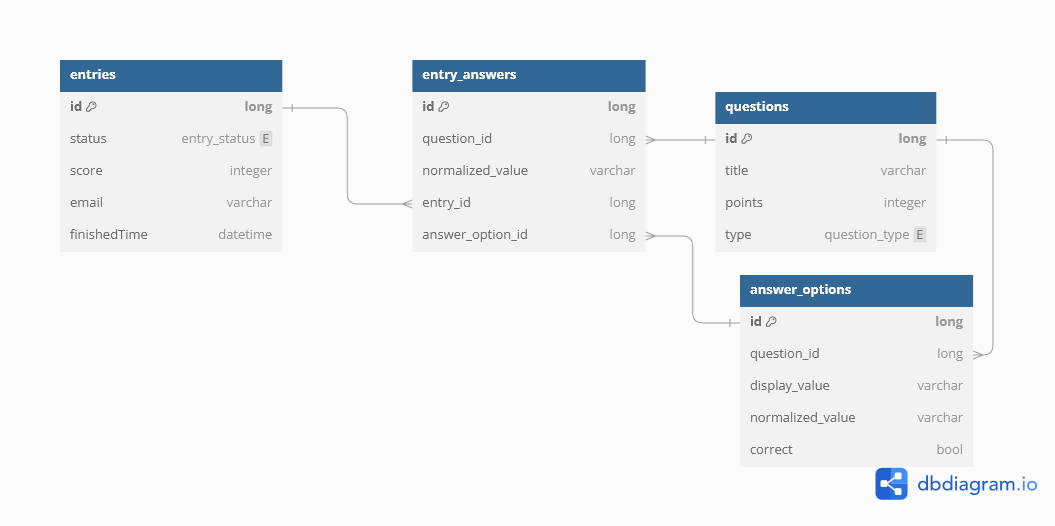 entries
id long
status entry_status E
score integer
email varchar
finishedTime datetime
entry_answers
id long
question_id long
normalized_value varchar
entry_id long
answer_option_id long
questions
id long
title varchar
points integer
type question_type E
answer_options
id long
question_id long
display_value varchar
normalized_value varchar
correct bool
dbdiagram.io